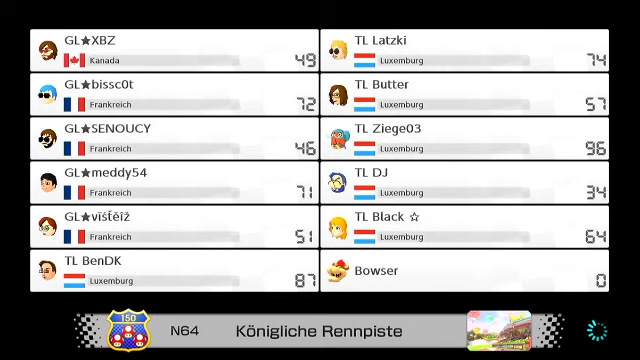 GL★XBZ
Kanada
49
GL★bissc0t
Frankreich
72
GL★SENOUCY
Frankreich
46
GL★meddy54
Frankreich
71
GL★vïšťêîž
Frankreich
51
TL BenDK
Luxemburg
87
TL Latzki
Luxemburg
74
TL Butter
Luxemburg
57
TL Ziege03
Luxemburg
96
TL DJ
Luxemburg
34
TL Black ☆
Luxemburg
64
Bowser
0
150
N64 Königliche Rennpiste